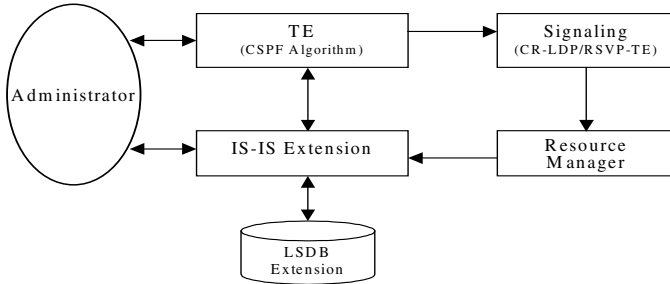 TE
(CSPF Algorithm)
Signaling
(CR-LDP/RSVP-TE)
Administrator
IS-IS Extension
Resource
Manager
LSDB
Extension